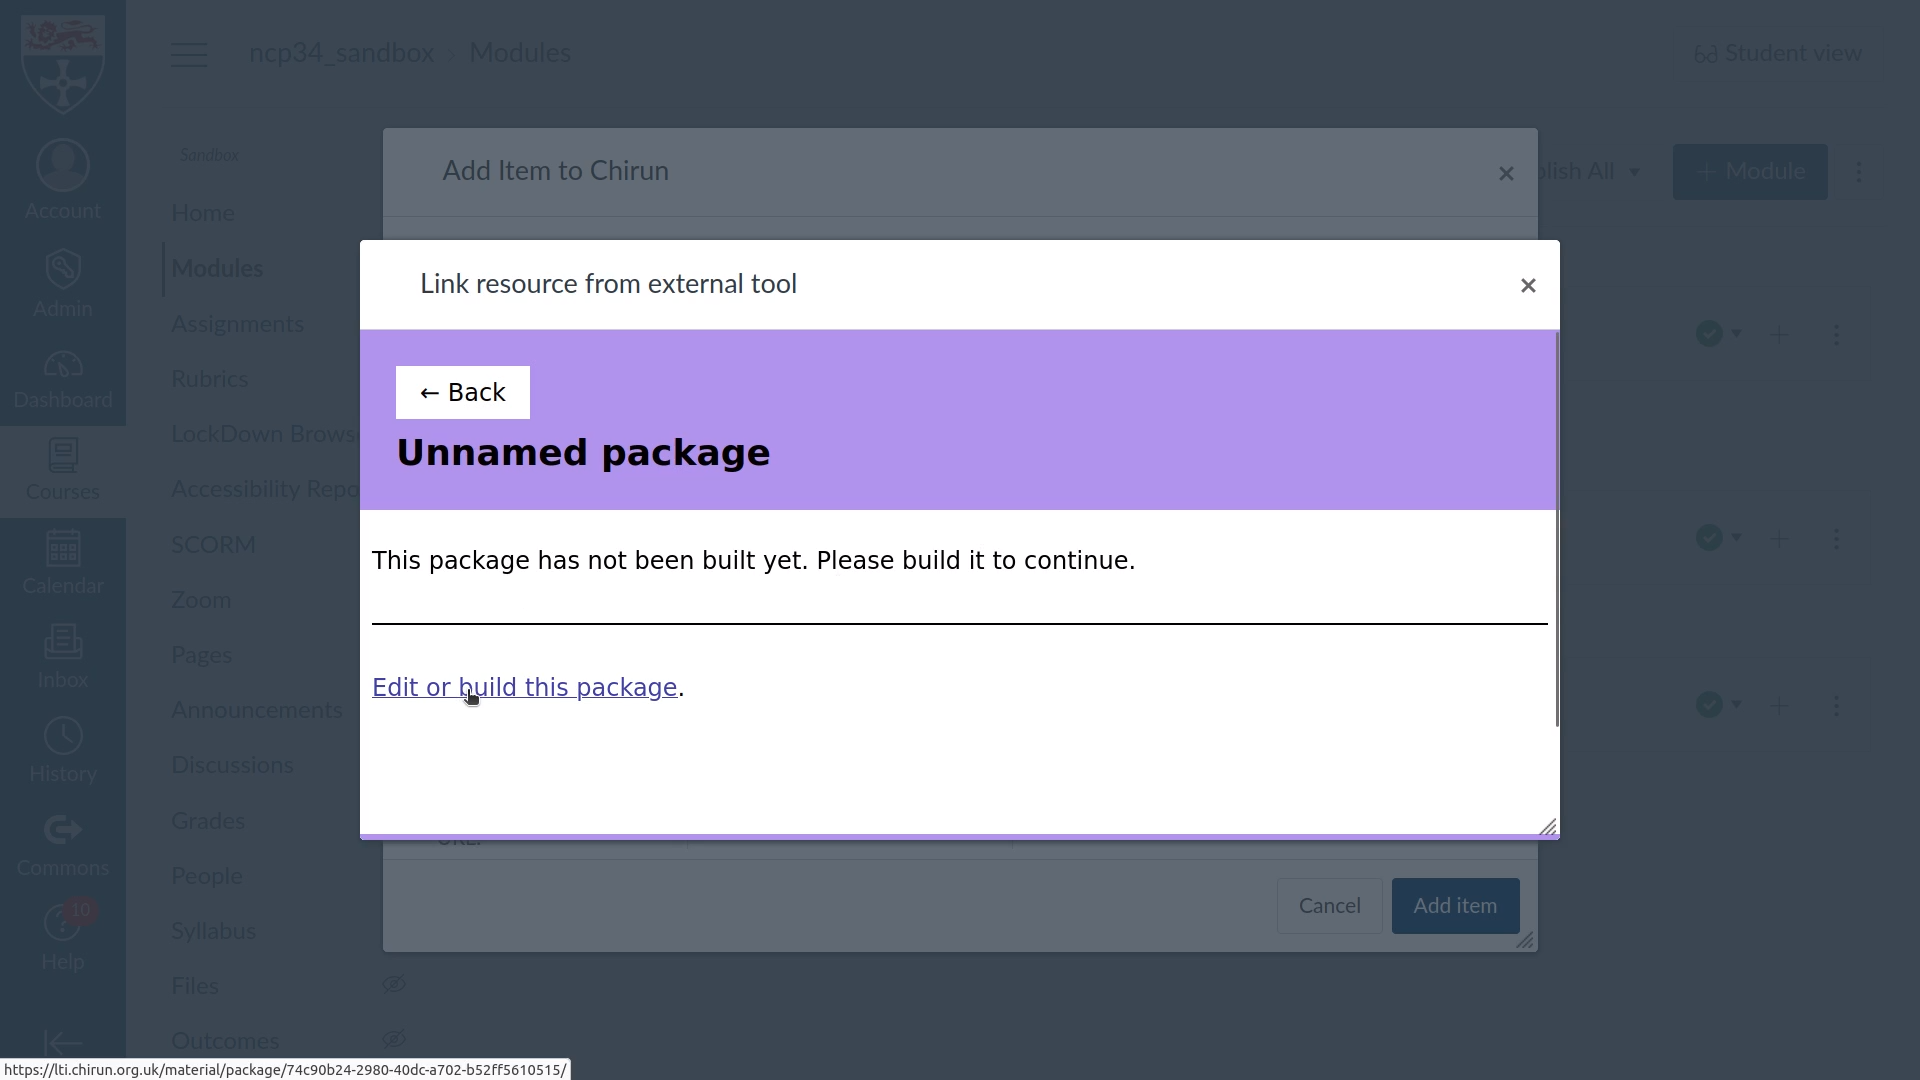 ncp34_sandbox › Modules
Student view
Sandbox
Add Item to Chirun
×
Module
Account
Home
Link resource from external tool
×
Modules
Admin
Assignments
← Back
Rubrics
Dashboard
LockDown
Unnamed package
Courses
Accessibility
This package has not been built yet. Please build it to continue.
SCORM
Calendar
Zoom
Pages
Inbox
Edit or build this package.
Announcements
History
Discussions
Grades
URL:
Commons
People
Cancel
Add item
10
Syllabus
Help
Files
Outcomes
https://lti.chirun.org.uk/material/package/74c90b24-2980-40dc-a702-b52ff5610515/